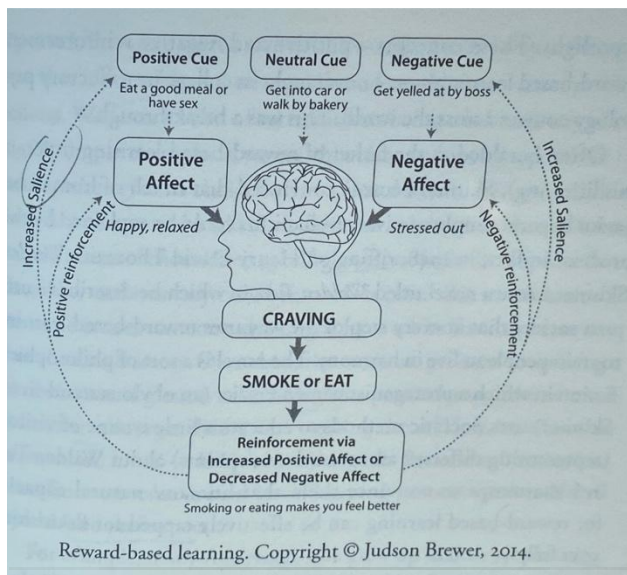 Positive Cue
Neutral Cue
Negative Cue
Eat a good meal or
have sex
Get into car or
walk by bakery
Get yelled at by boss
Positive
Affect
Negative
Affect
Happy, relaxed
Stressed out
Increased Salience
Positive reinforcement
Increased Salience
Negative reinforcement
CRAVING
SMOKE or EAT
Reinforcement via
Increased Positive Affect or
Decreased Negative Affect
Smoking or eating makes you feel better
Reward-based learning. Copyright © Judson Brewer, 2014.